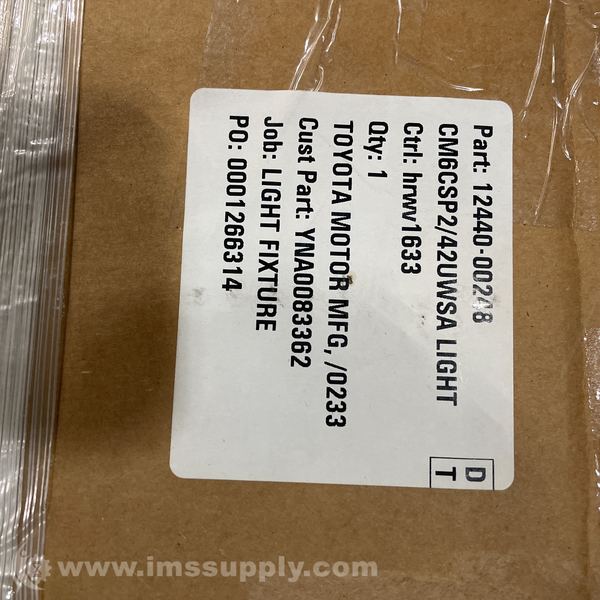 Part: 12440-00248
CM6CSP2/42UWSA LIGHT
Ctrl: hrwv1633
Qty: 1
TOYOTA MOTOR MFG, /0233
Cust Part: YNA0083362
Job: LIGHT FIXTURE
PO: 0001266314
D
T
www.imssupply.com